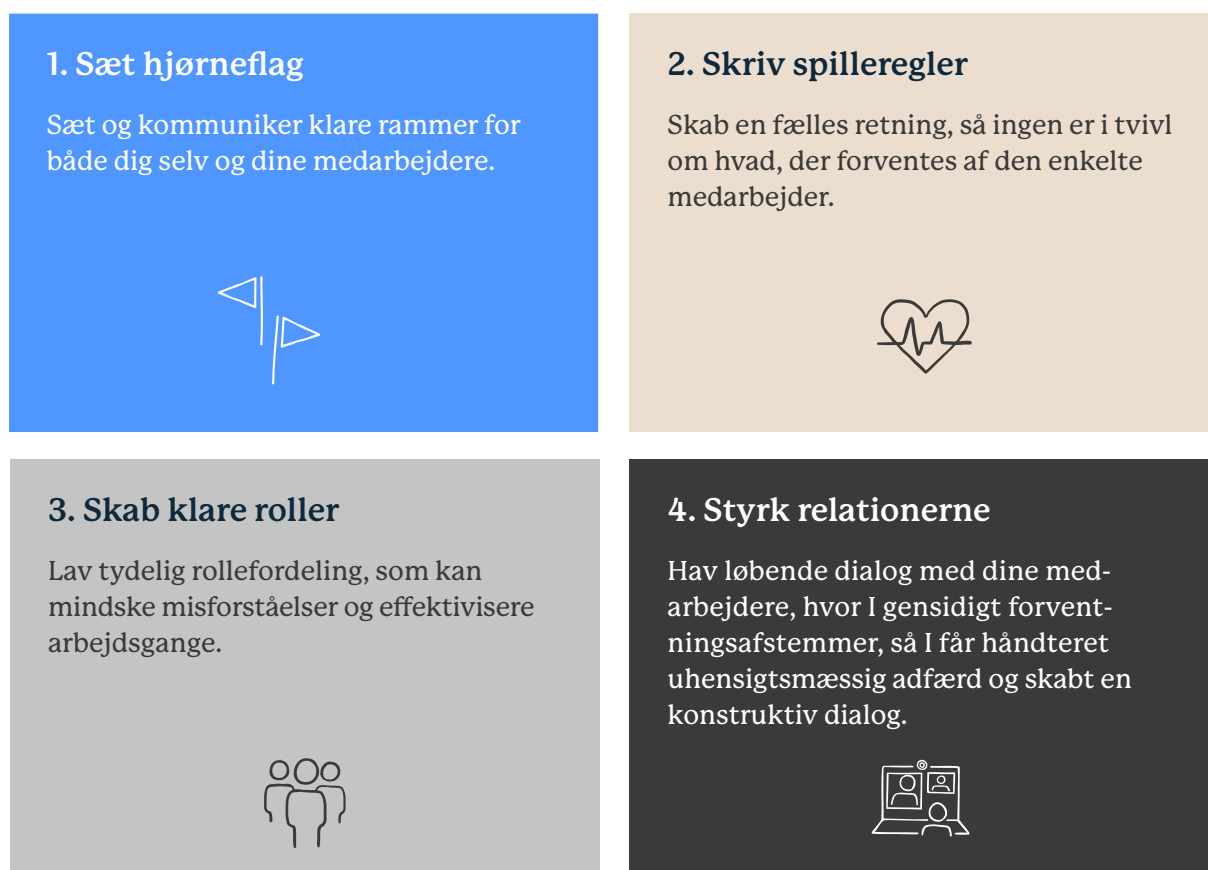 1. Sæt hjørneflag
Sæt og kommuniker klare rammer for
både dig selv og dine medarbejdere.
2. Skriv spilleregler
Skab en fælles retning, så ingen er i tvivl
om hvad, der forventes af den enkelte
medarbejder.
3. Skab klare roller
Lav tydelig rollefordeling, som kan
mindske misforståelser og effektivisere
arbejdsgange.
4. Styrk relationerne
Hav løbende dialog med dine med-
arbejdere, hvor I gensidigt forvent-
ningsafstemmer, så I får håndteret
uhensigtsmæssig adfærd og skabt en
konstruktiv dialog.